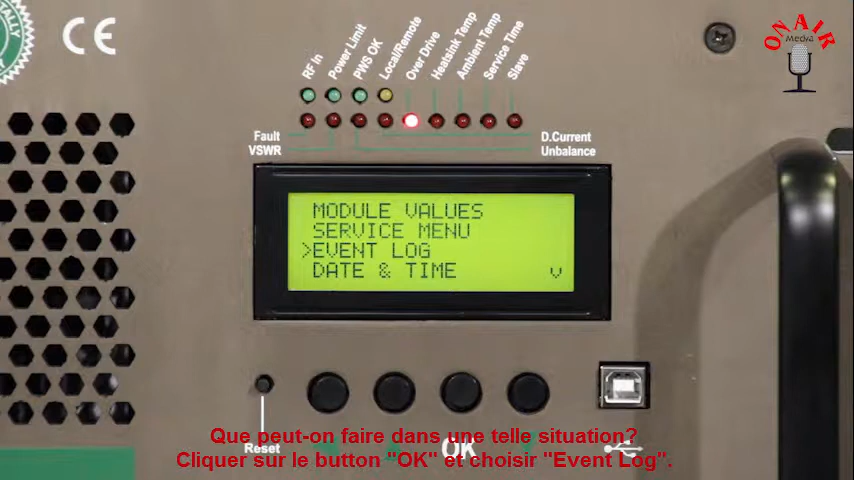 ON AIR
Media
CE
RF In
Power Limit
PWS OK
Local/Remote
Over Drive
Heatsink Temp
Ambient Temp
Service Time
Slave
Fault
VSWR
D.Current
Unbalance
MODULE VALUES
SERVICE MENU
>EVENT LOG
DATE & TIME v
Reset
OK
Que peut-on faire dans une telle situation?
Cliquer sur le button "OK" et choisir "Event Log".